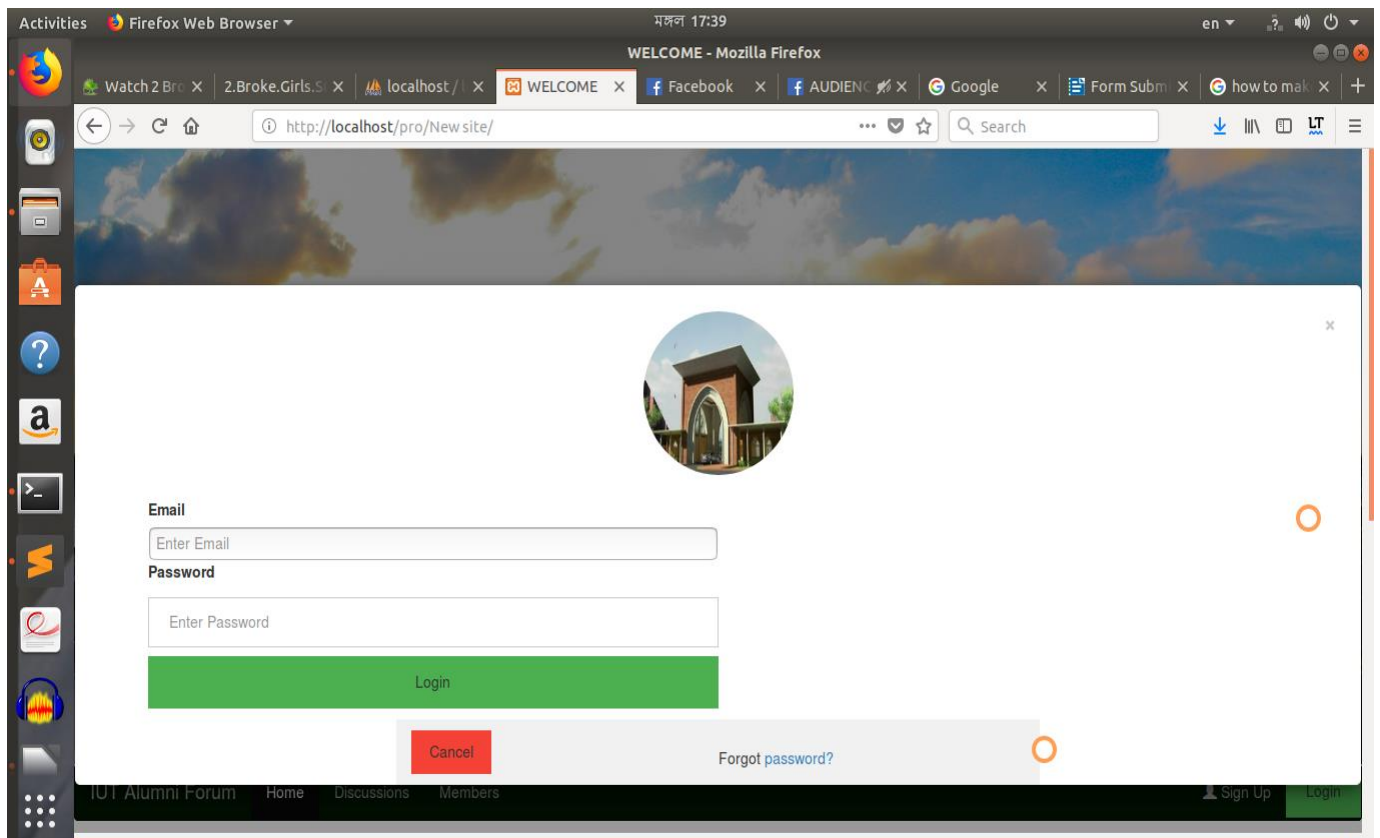 Activities Firefox Web Browser মঙ্গল 17:39 en
WELCOME - Mozilla Firefox
Watch 2 Bro 2.Broke.Girls.S localhost / WELCOME Facebook AUDIENC Google Form Subm how to mak
http://localhost/pro/New site/ Search
Email
Enter Email
Password
Enter Password
Login
Cancel Forgot password?
IUT Alumni Forum Home Discussions Members Sign Up Login